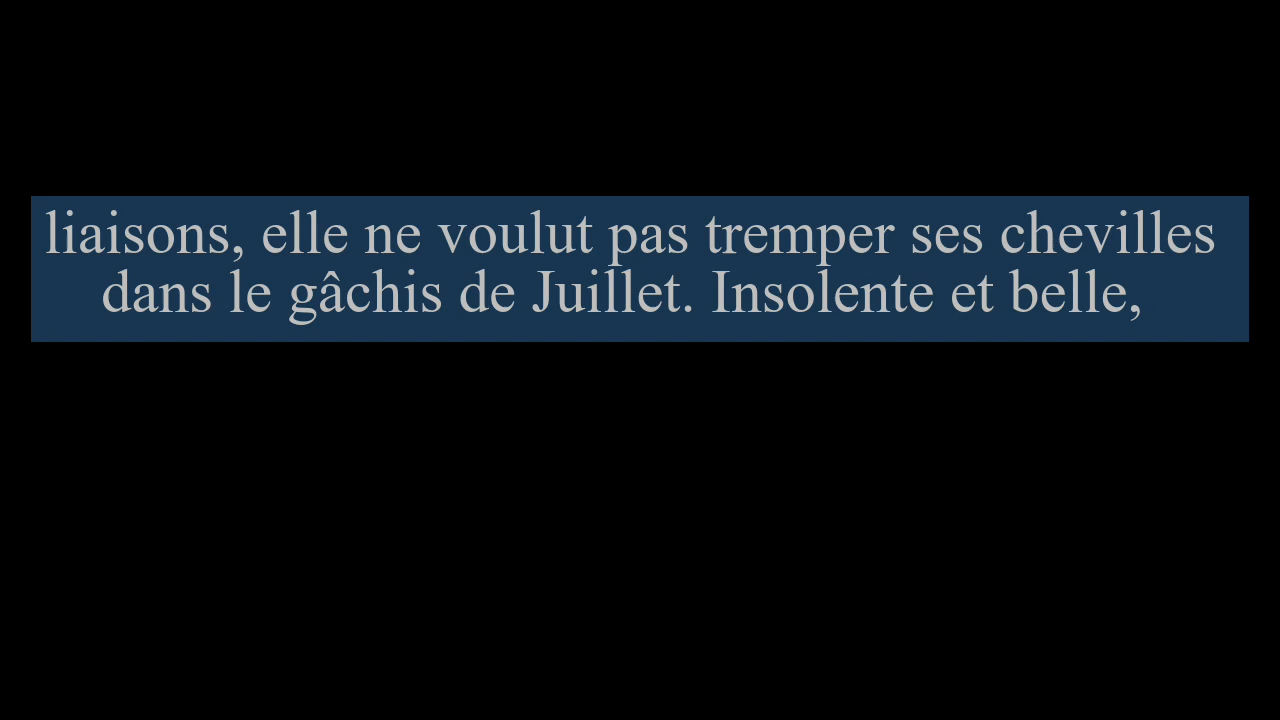 liaisons, elle ne voulut pas tremper ses chevilles
dans le gâchis de Juillet. Insolente et belle,